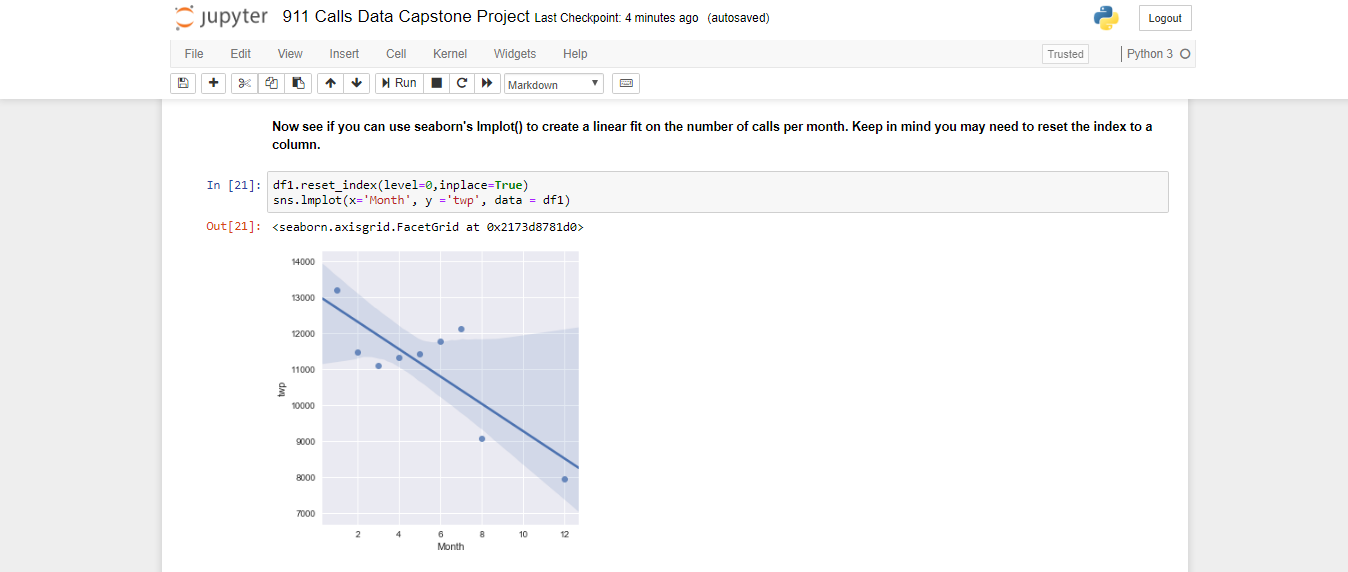 jupyter 911 Calls Data Capstone Project Last Checkpoint: 4 minutes ago (autosaved)
Logout
File Edit View Insert Cell Kernel Widgets Help
Trusted
Python 3
Run
Markdown
Now see if you can use seaborn's lmplot() to create a linear fit on the number of calls per month. Keep in mind you may need to reset the index to a
column.
In [21]: df1.reset_index(level=0,inplace=True)
sns.lmplot(x='Month', y ='twp', data = df1)
Out[21]: <seaborn.axisgrid.FacetGrid at 0x2173d8781d0>
14000
13000
12000
11000
10000
9000
8000
7000
twp
2 4 6 8 10 12
Month